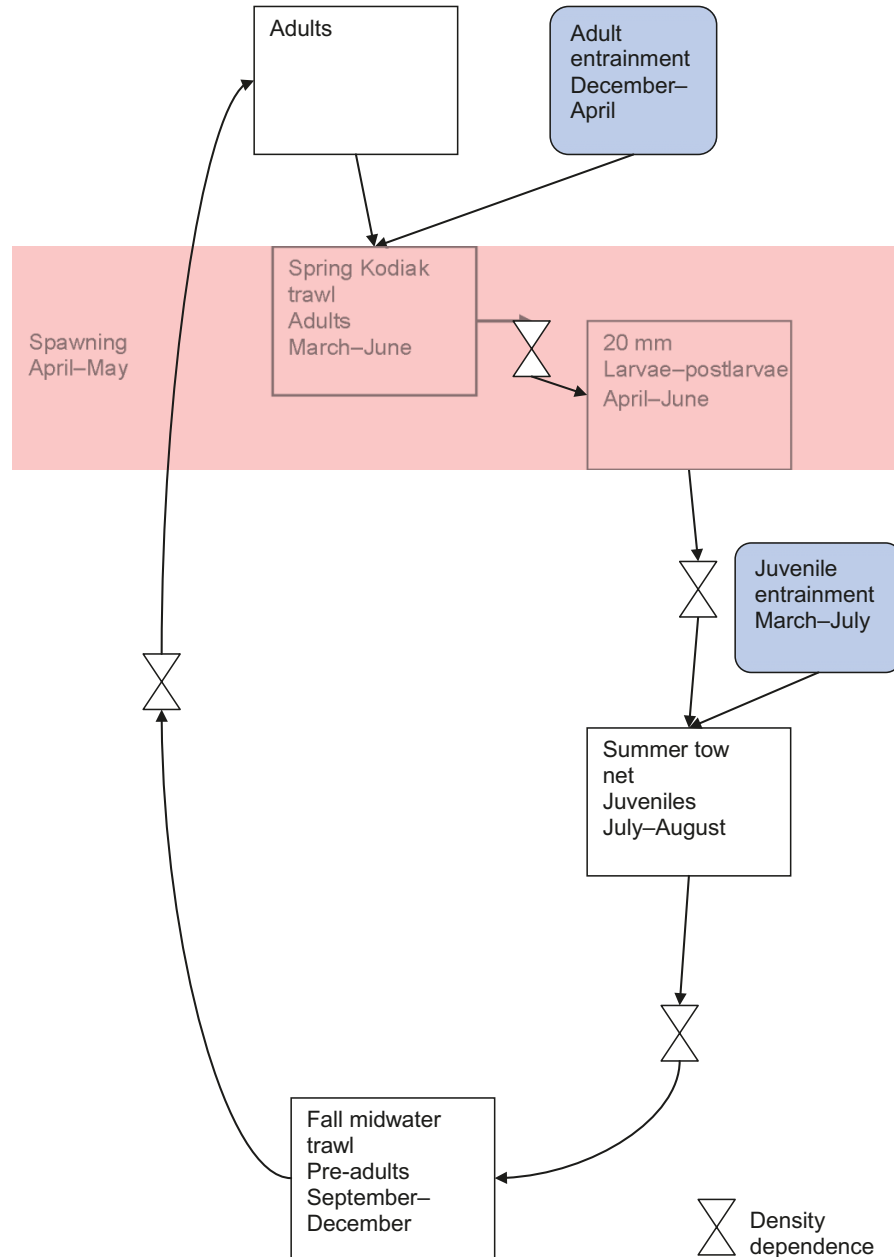 Adults
Adult
entrainment
December–
April
Spawning
April–May
Spring Kodiak
trawl
Adults
March–June
20 mm
Larvae–postlarvae
April–June
Juvenile
entrainment
March–July
Summer tow
net
Juveniles
July–August
Fall midwater
trawl
Pre-adults
September–
December
Density
dependence